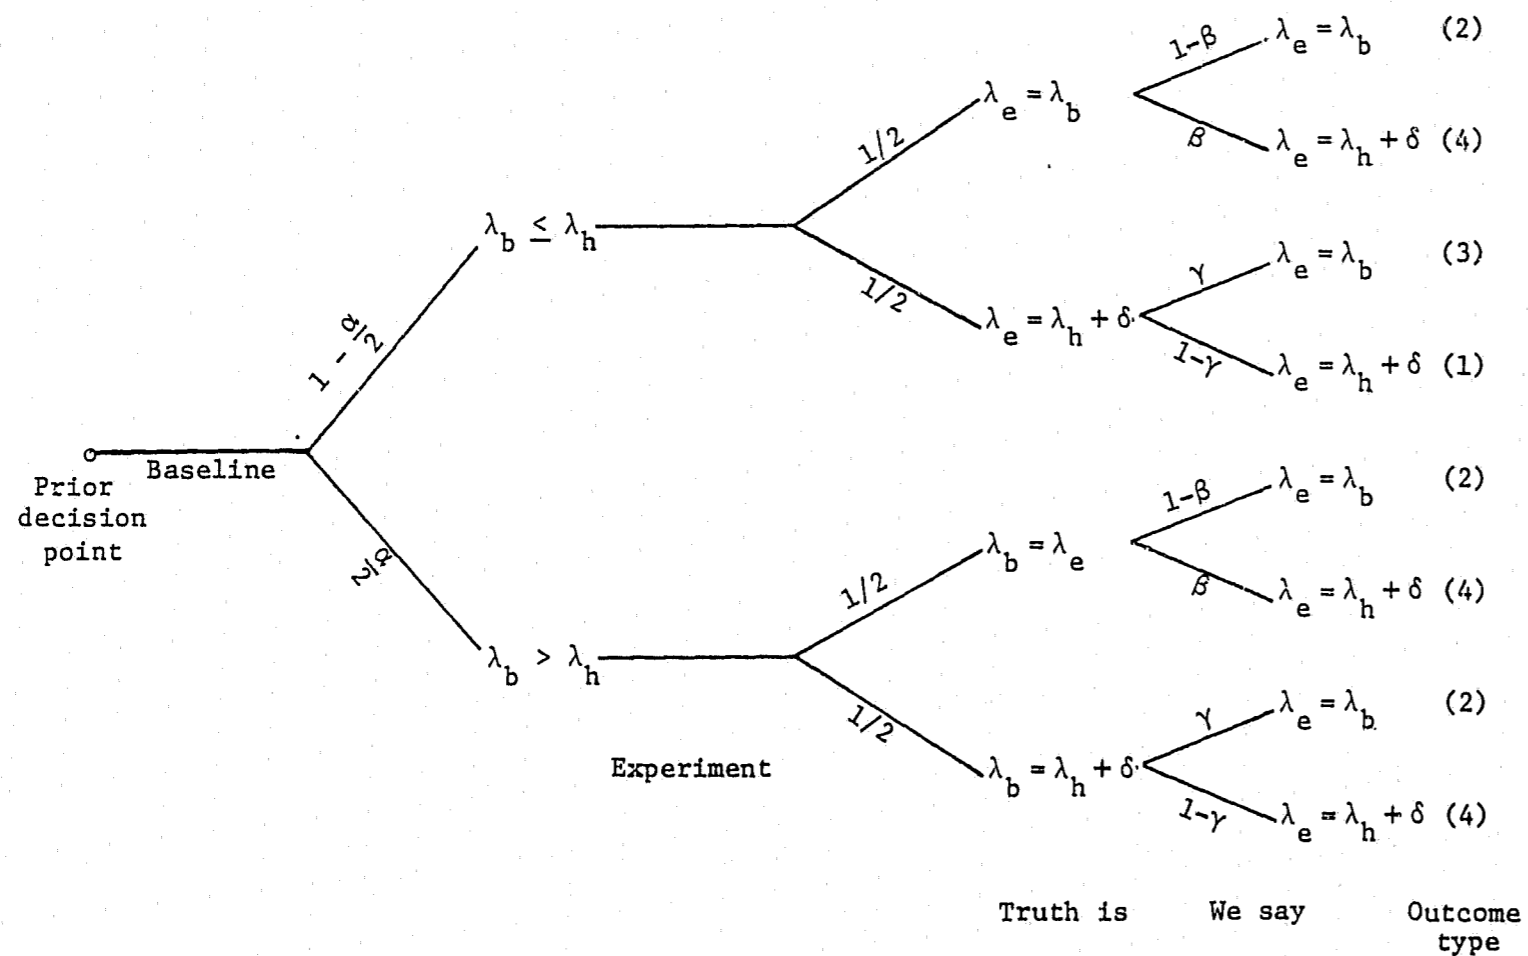 1-β
λe = λb (2)
λe = λb
β
λe = λh + δ (4)
1/2
λb ≤ λh
1/2
γ
λe = λb (3)
λe = λh + δ
1-γ
λe = λh + δ (1)
1 - α/2
Baseline
Prior
decision
point
α/2
1-β
λe = λb (2)
λb = λe
β
λe = λh + δ (4)
1/2
λb > λh
1/2
γ
λe = λb (2)
Experiment
λb = λh + δ
1-γ
λe = λh + δ (4)
Truth is We say Outcome
type